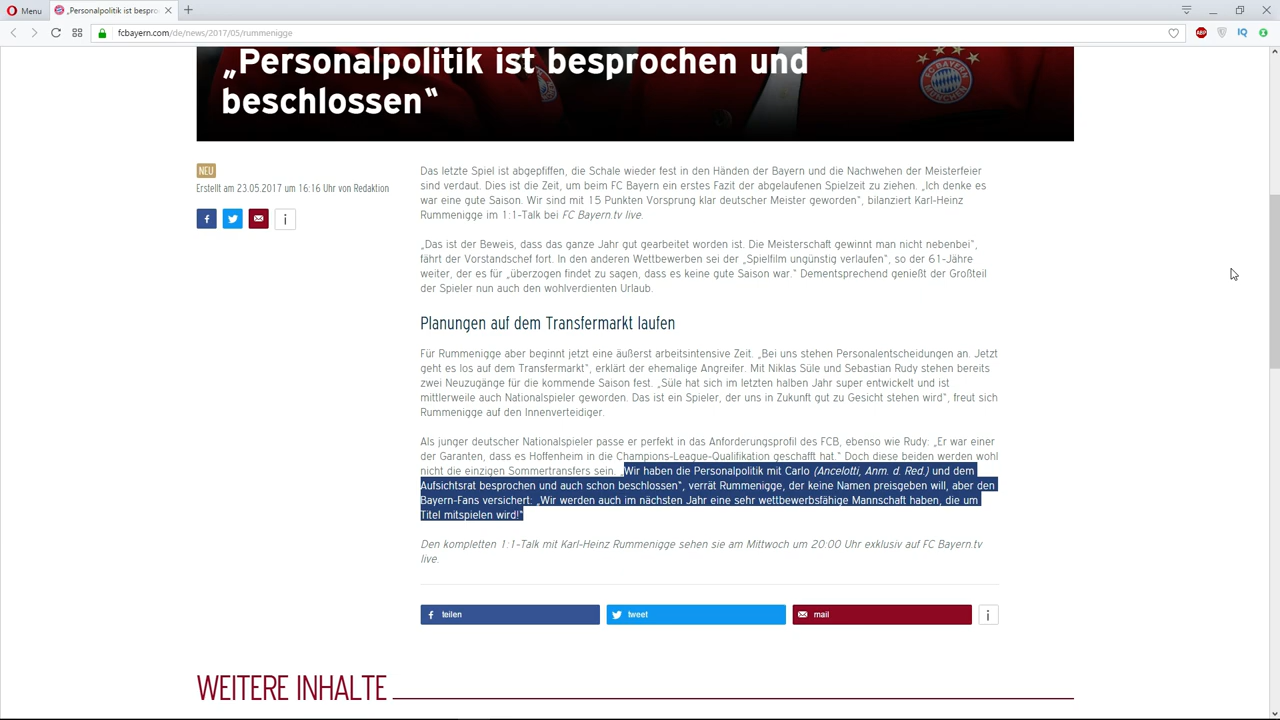 Menu
„Personalpolitik ist bespro
fcbayern.com/de/news/2017/05/rummenigge
ABP
IQ
„Personalpolitik ist besprochen und
beschlossen“
FC BAYERN
MÜNCHEN
NEU
Erstellt am 23.05.2017 um 16:16 Uhr von Redaktion
i
Das letzte Spiel ist abgepfiffen, die Schale wieder fest in den Händen der Bayern und die Nachwehen der Meisterfeier
sind verdaut. Dies ist die Zeit, um beim FC Bayern ein erstes Fazit der abgelaufenen Spielzeit zu ziehen. „Ich denke es
war eine gute Saison. Wir sind mit 15 Punkten Vorsprung klar deutscher Meister geworden“, bilanziert Karl-Heinz
Rummenigge im 1:1-Talk bei FC Bayern.tv live.
„Das ist der Beweis, dass das ganze Jahr gut gearbeitet worden ist. Die Meisterschaft gewinnt man nicht nebenbei“,
fährt der Vorstandschef fort. In den anderen Wettbewerben sei der „Spielfilm ungünstig verlaufen“, so der 61-Jähre
weiter, der es für „überzogen findet zu sagen, dass es keine gute Saison war.“ Dementsprechend genießt der Großteil
der Spieler nun auch den wohlverdienten Urlaub.
Planungen auf dem Transfermarkt laufen
Für Rummenigge aber beginnt jetzt eine äußerst arbeitsintensive Zeit. „Bei uns stehen Personalentscheidungen an. Jetzt
geht es los auf dem Transfermarkt“, erklärt der ehemalige Angreifer. Mit Niklas Süle und Sebastian Rudy stehen bereits
zwei Neuzugänge für die kommende Saison fest. „Süle hat sich im letzten halben Jahr super entwickelt und ist
mittlerweile auch Nationalspieler geworden. Das ist ein Spieler, der uns in Zukunft gut zu Gesicht stehen wird“, freut sich
Rummenigge auf den Innenverteidiger.
Als junger deutscher Nationalspieler passe er perfekt in das Anforderungsprofil des FCB, ebenso wie Rudy: „Er war einer
der Garanten, dass es Hoffenheim in die Champions-League-Qualifikation geschafft hat.“ Doch diese beiden werden wohl
nicht die einzigen Sommertransfers sein. „Wir haben die Personalpolitik mit Carlo (Ancelotti, Anm. d. Red.) und dem
Aufsichtsrat besprochen und auch schon beschlossen“, verrät Rummenigge, der keine Namen preisgeben will, aber den
Bayern-Fans versichert: „Wir werden auch im nächsten Jahr eine sehr wettbewerbsfähige Mannschaft haben, die um
Titel mitspielen wird!“
Den kompletten 1:1-Talk mit Karl-Heinz Rummenigge sehen sie am Mittwoch um 20:00 Uhr exklusiv auf FC Bayern.tv
live.
teilen
tweet
mail
i
WEITERE INHALTE